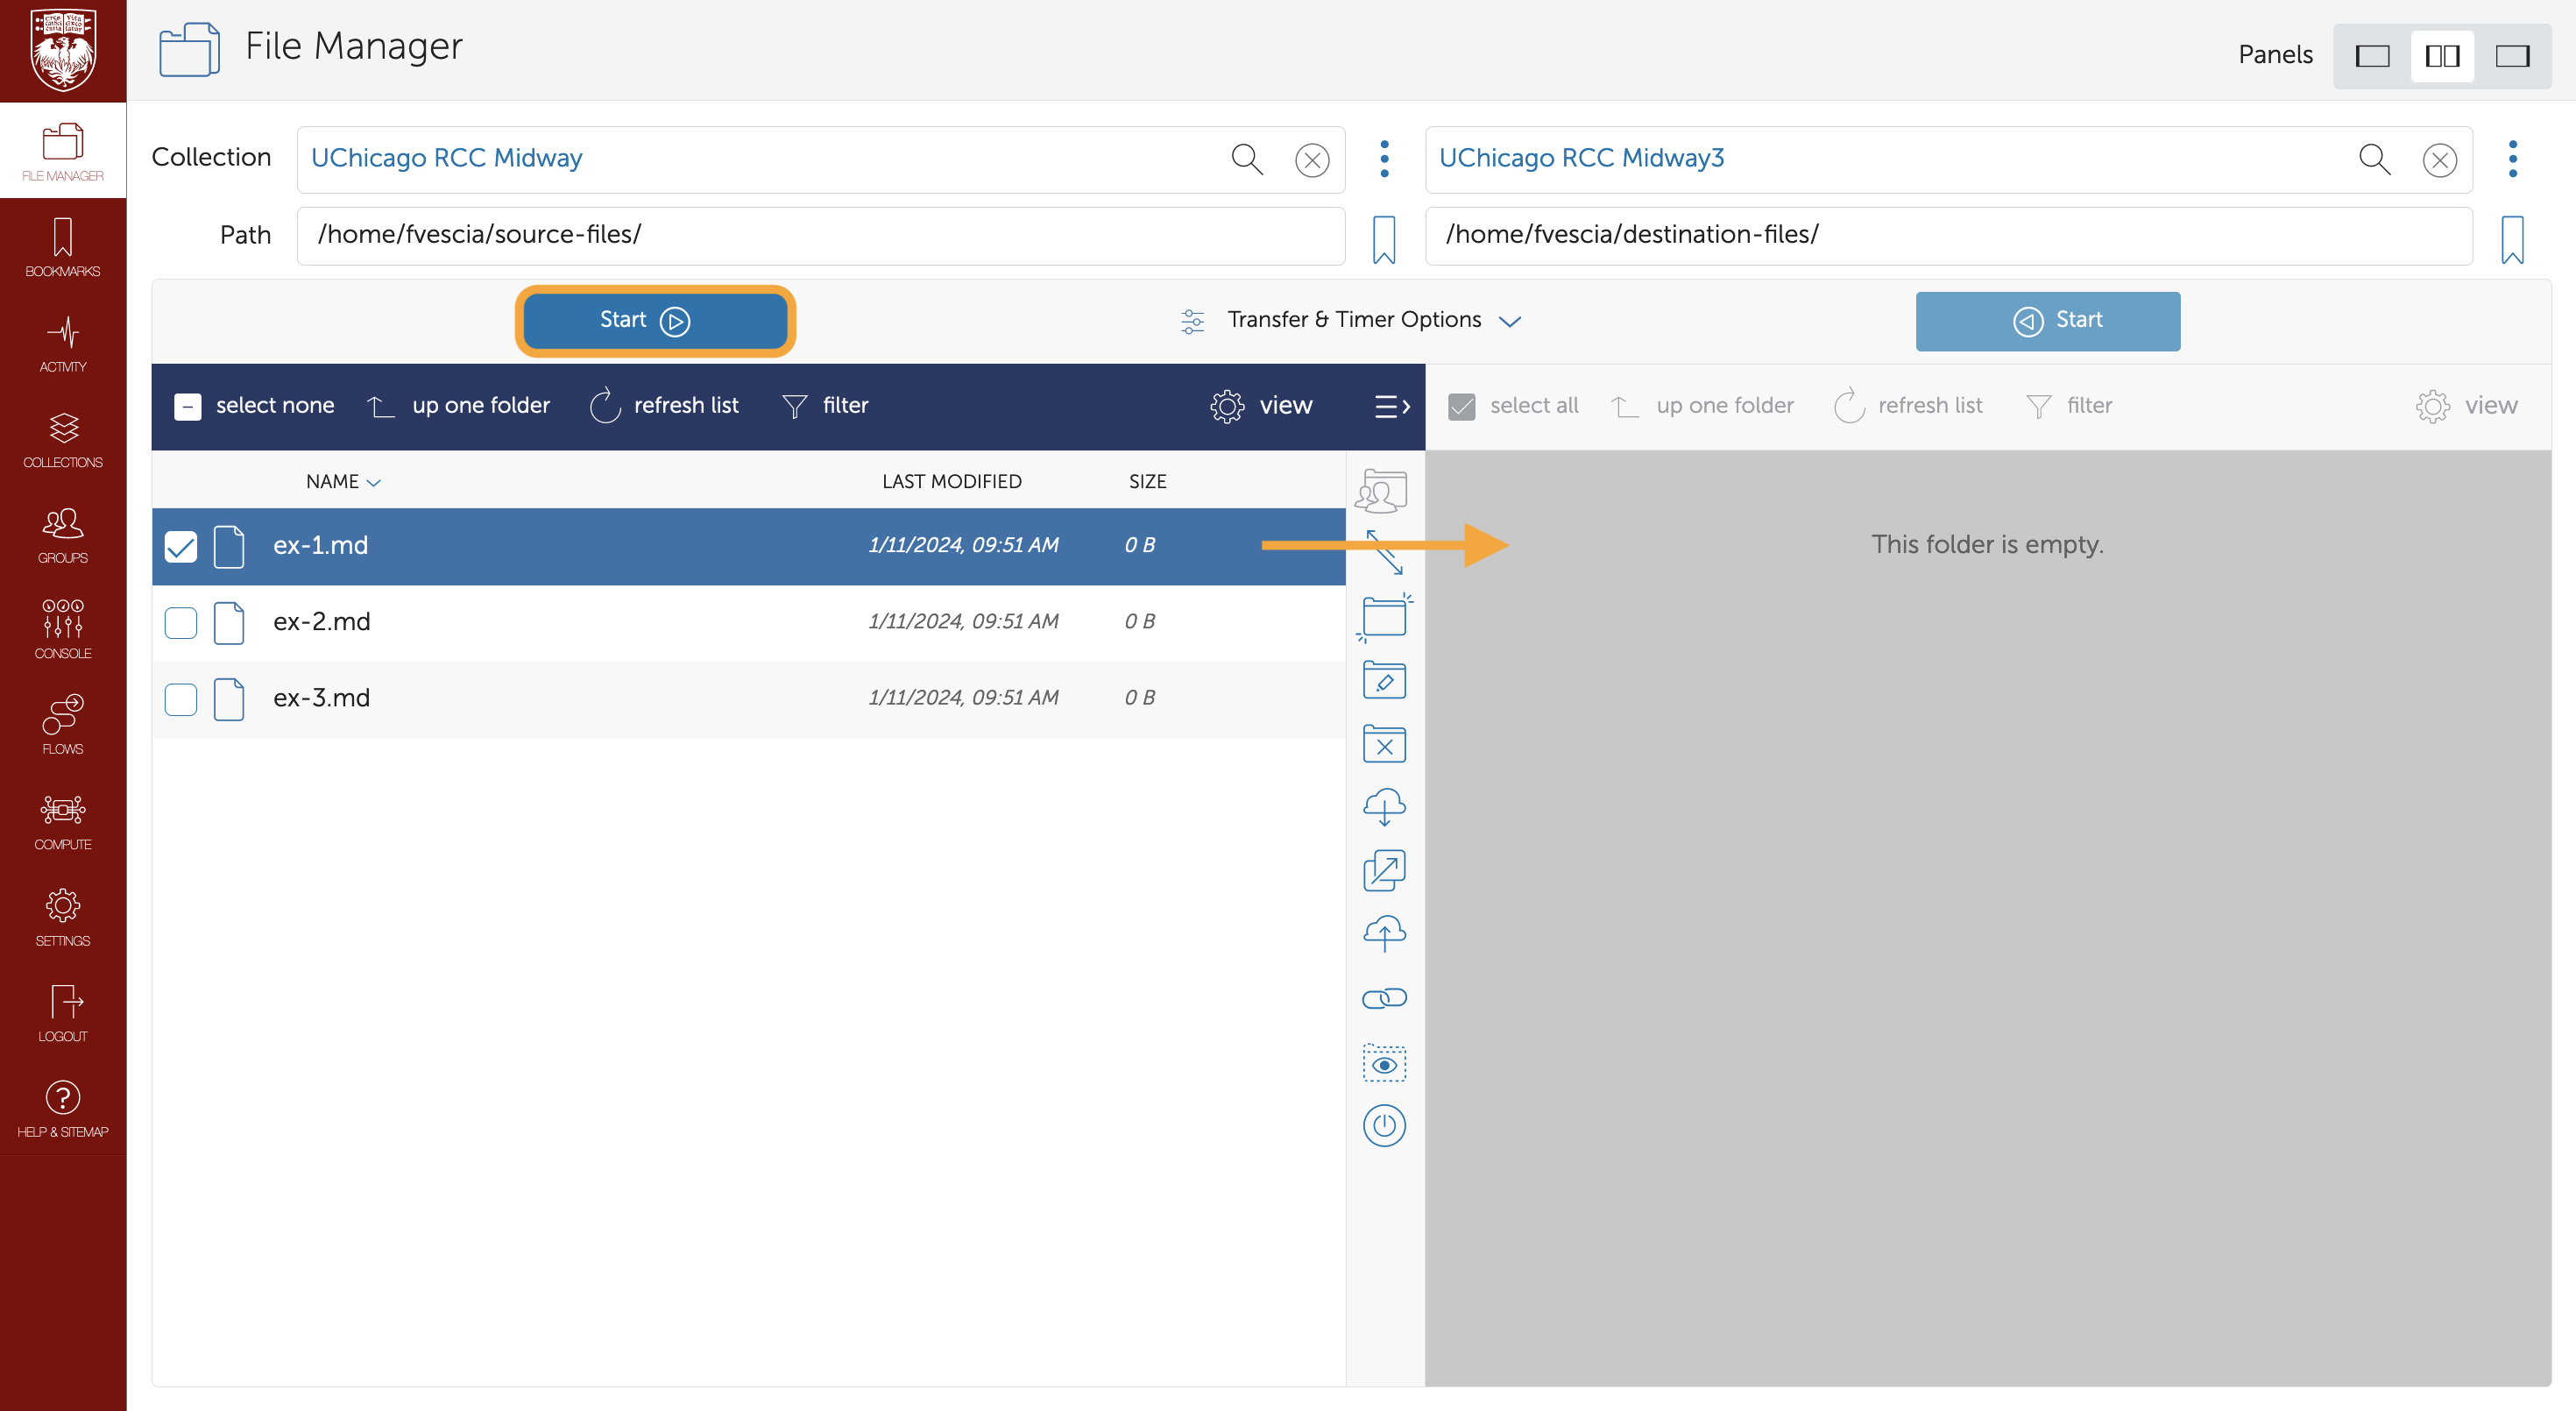 File Manager
Panels
FILE MANAGER
BOOKMARKS
ACTIVITY
COLLECTIONS
GROUPS
CONSOLE
FLOWS
COMPUTE
SETTINGS
LOGOUT
HELP & SITEMAP
Collection UChicago RCC Midway UChicago RCC Midway3
Path /home/fvescia/source-files/ /home/fvescia/destination-files/
Start Transfer & Timer Options Start
select none up one folder refresh list filter view select all up one folder refresh list filter view
NAME LAST MODIFIED SIZE
ex-1.md 1/11/2024, 09:51 AM 0 B This folder is empty.
ex-2.md 1/11/2024, 09:51 AM 0 B
ex-3.md 1/11/2024, 09:51 AM 0 B